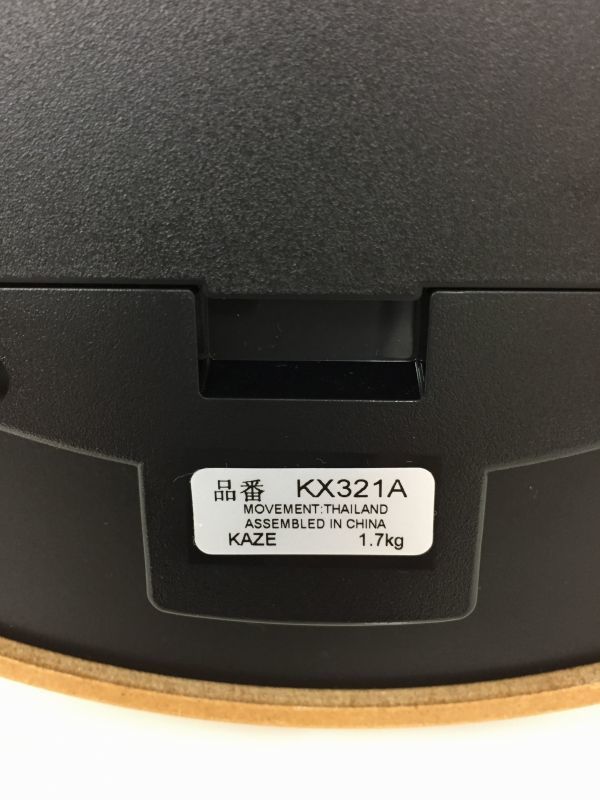 品番 KX321A
MOVEMENT:THAILAND
ASSEMBLED IN CHINA
KAZE 1.7kg